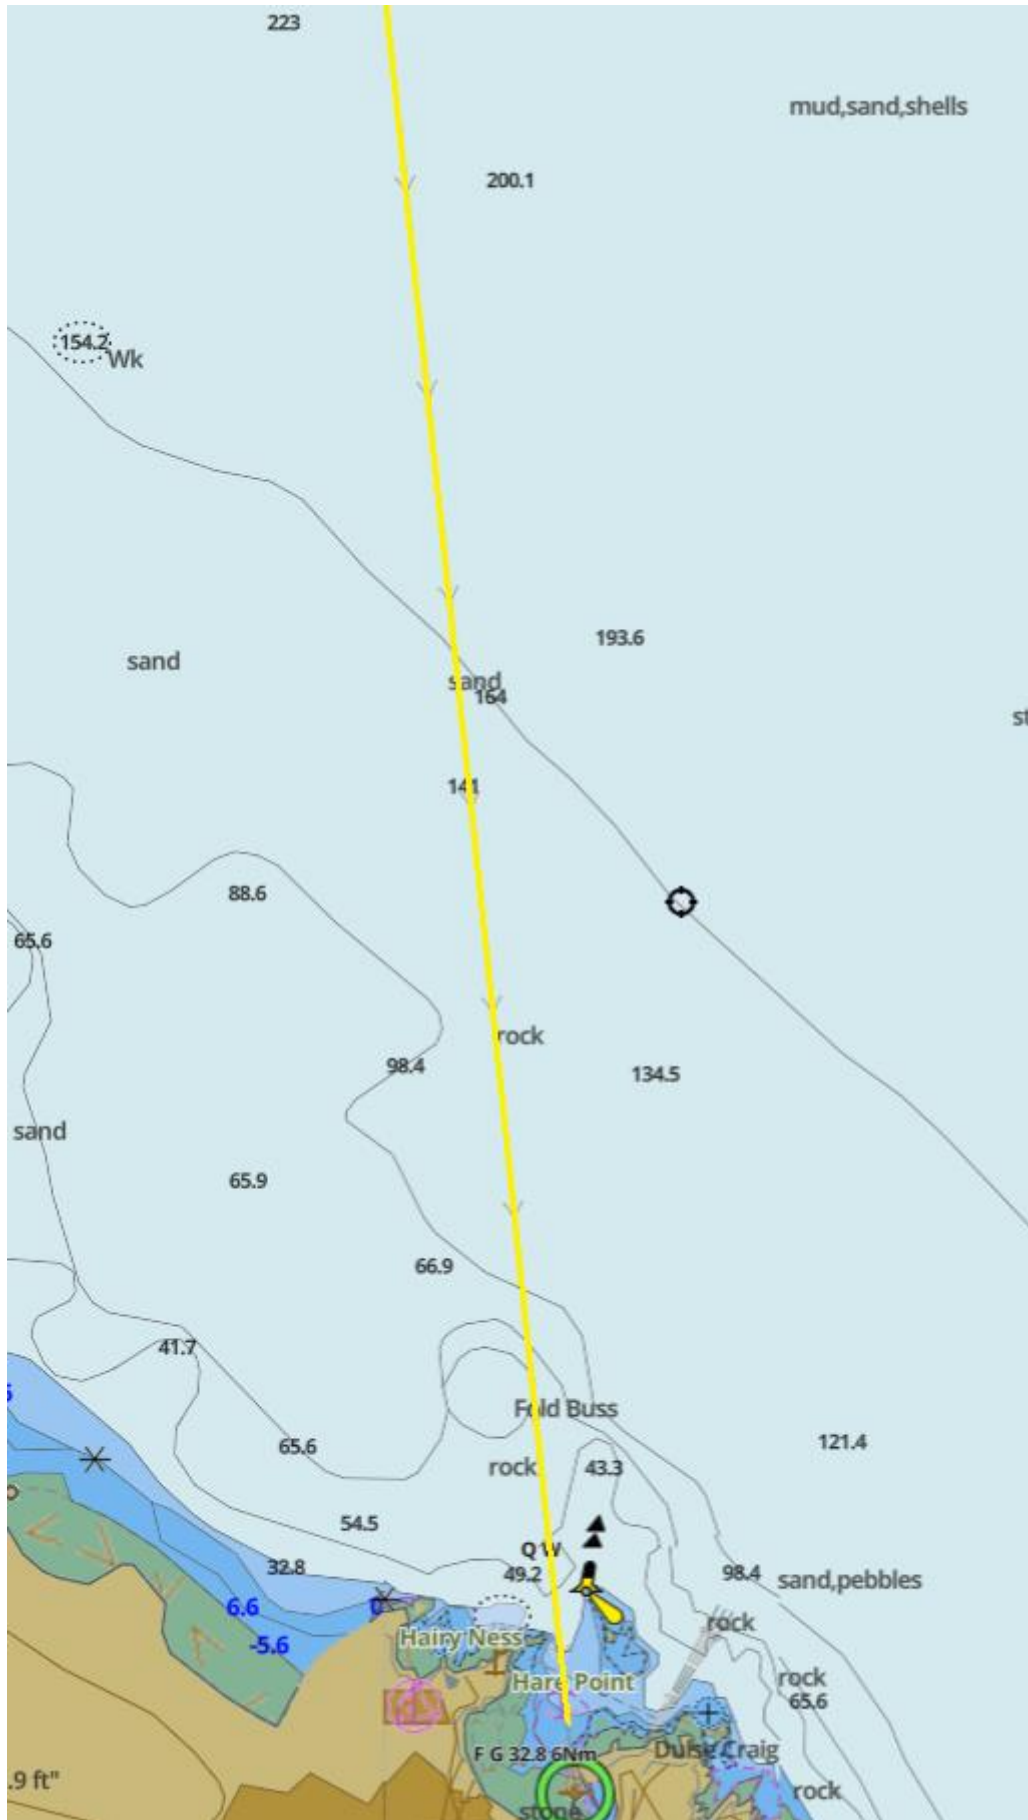 223
mud,sand,shells
200.1
154.2
Wk
193.6
sand
sand
164
141
88.6
65.6
rock
98.4
134.5
sand
65.9
66.9
41.7
Fold Buss
121.4
65.6
rock
43.3
54.5
Q W
32.8
49.2
98.4
sand,pebbles
6.6
0
rock
Hairy Ness
-5.6
rock
Hare Point
65.6
Dulse Craig
F G 32.8 6Nm
.9 ft"
rock
stone